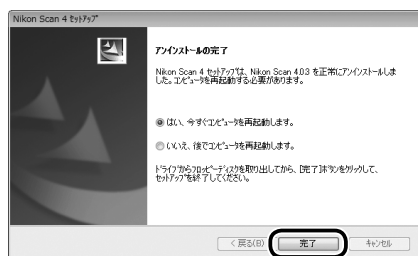 Nikon Scan 4 セットアップ
アンインストールの完了
Nikon Scan 4 セットアップは、Nikon Scan 4.0.3 を正常にアンインストールしま
した。コンピュータを再起動する必要があります。
はい、今すぐコンピュータを再起動します。
いいえ、後でコンピュータを再起動します。
ドライブからフロッピーディスクを取り出してから、[完了]ボタンをクリックして、
セットアップを終了してください。
< 戻る(B)
完了
キャンセル